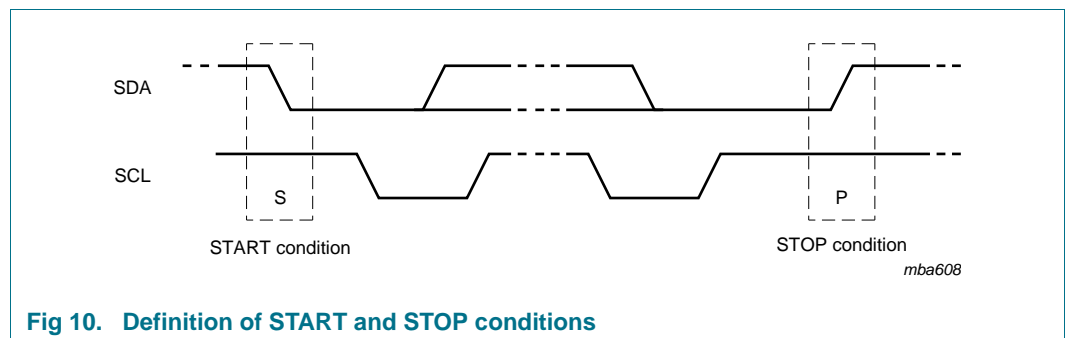 SDA
SCL
S
P
START condition
STOP condition
mba608
Fig 10. Definition of START and STOP conditions